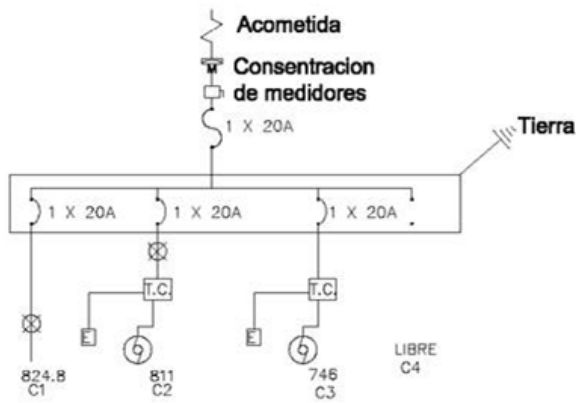 Acometida
M
Consentracion
de medidores
1 X 20A
Tierra
1 X 20A
1 X 20A
1 X 20A
T.C.
T.C.
E
E
824.8
C1
811
C2
746
C3
LIBRE
C4